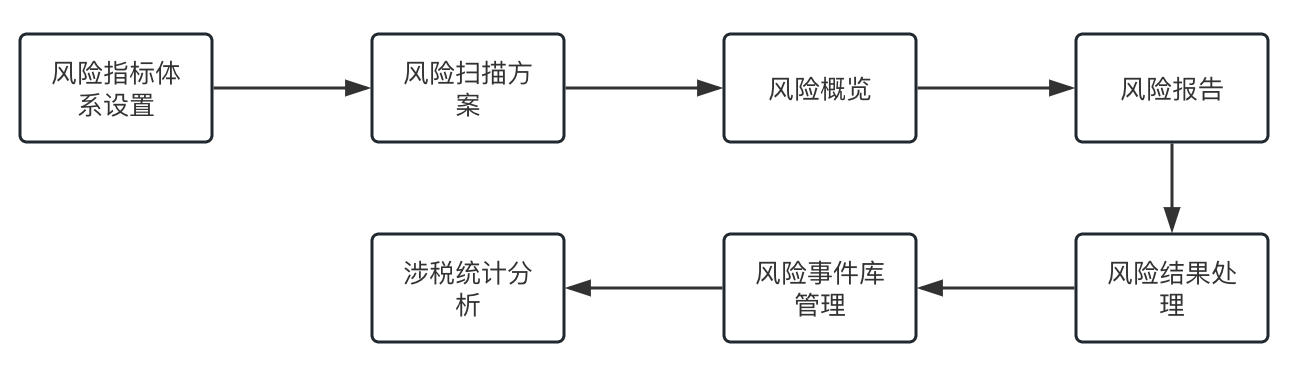 风险指标体
系设置
风险扫描方
案
风险概览
风险报告
风险结果处
理
风险事件库
管理
涉税统计分
析